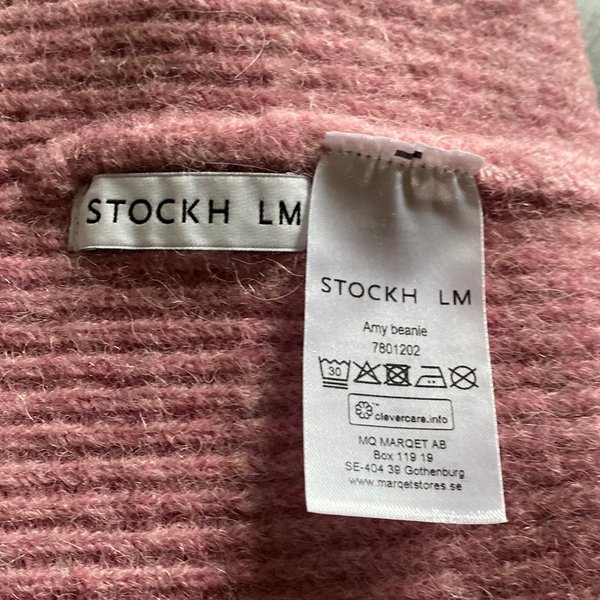 STOCKH LM
STOCKH LM
Amy beanie
7801202
30
clevercare.info
MQ MARQET AB
Box 119 19
SE-404 39 Gothenburg
www.marqetstores.se